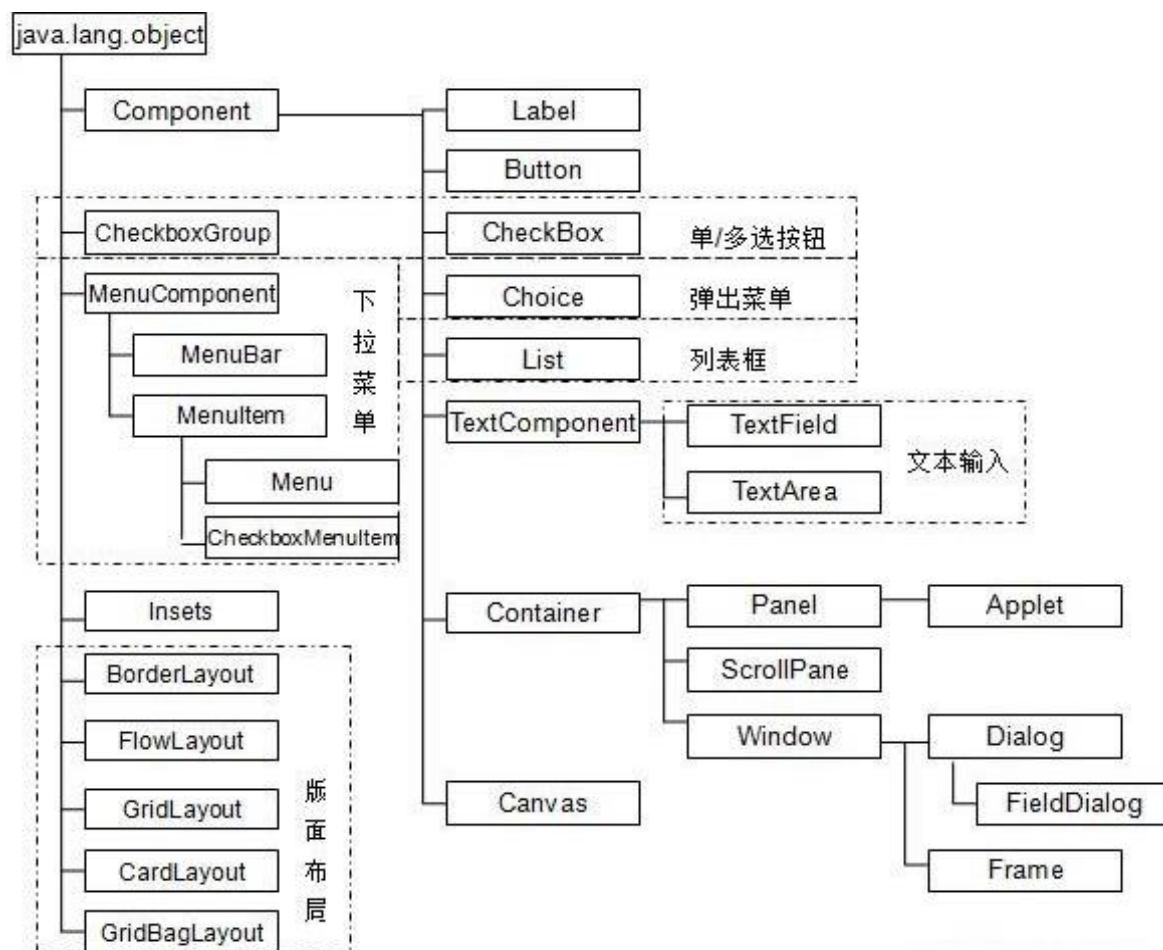 java.lang.object
Component
Label
Button
CheckboxGroup
CheckBox
单/多选按钮
MenuComponent
下拉菜单
Choice
弹出菜单
MenuBar
List
列表框
MenuItem
TextComponent
TextField
文本输入
Menu
TextArea
CheckboxMenuItem
Insets
Container
Panel
Applet
BorderLayout
ScrollPane
FlowLayout
Window
Dialog
GridLayout
版面布局
Canvas
FieldDialog
CardLayout
Frame
GridBagLayout